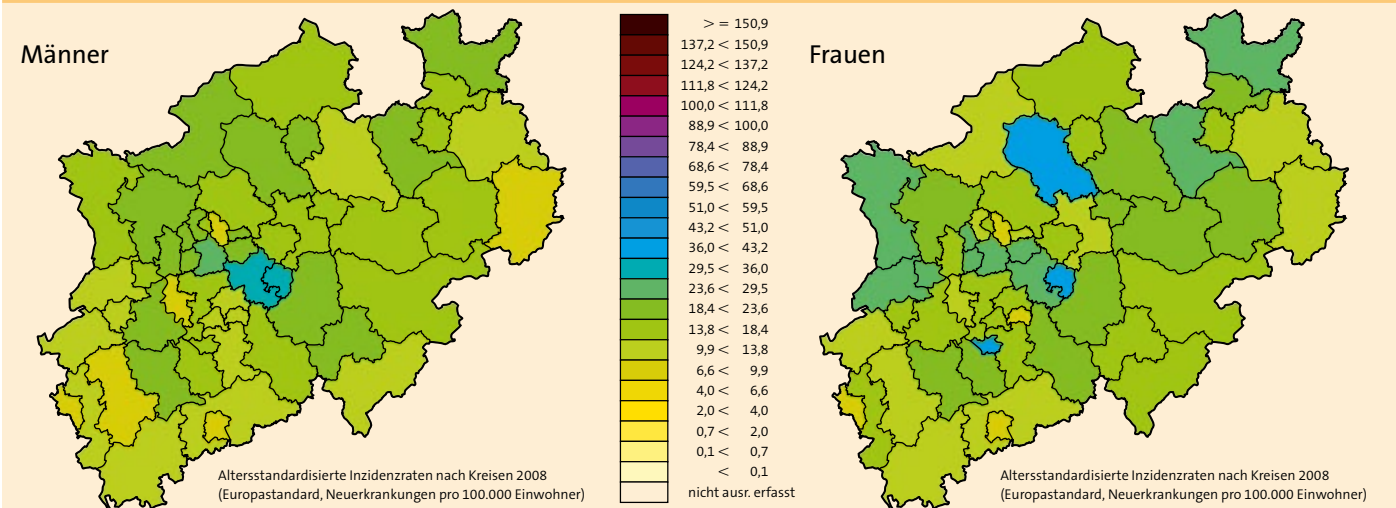 Männer
> = 150,9
137,2 < 150,9
124,2 < 137,2
111,8 < 124,2
100,0 < 111,8
88,9 < 100,0
78,4 < 88,9
68,6 < 78,4
59,5 < 68,6
51,0 < 59,5
43,2 < 51,0
36,0 < 43,2
29,5 < 36,0
23,6 < 29,5
18,4 < 23,6
13,8 < 18,4
9,9 < 13,8
6,6 < 9,9
4,0 < 6,6
2,0 < 4,0
0,7 < 2,0
0,1 < 0,7
< 0,1
nicht ausr. erfasst
Altersstandardisierte Inzidenzraten nach Kreisen 2008
(Europastandard, Neuerkrankungen pro 100.000 Einwohner)
Frauen
Altersstandardisierte Inzidenzraten nach Kreisen 2008
(Europastandard, Neuerkrankungen pro 100.000 Einwohner)